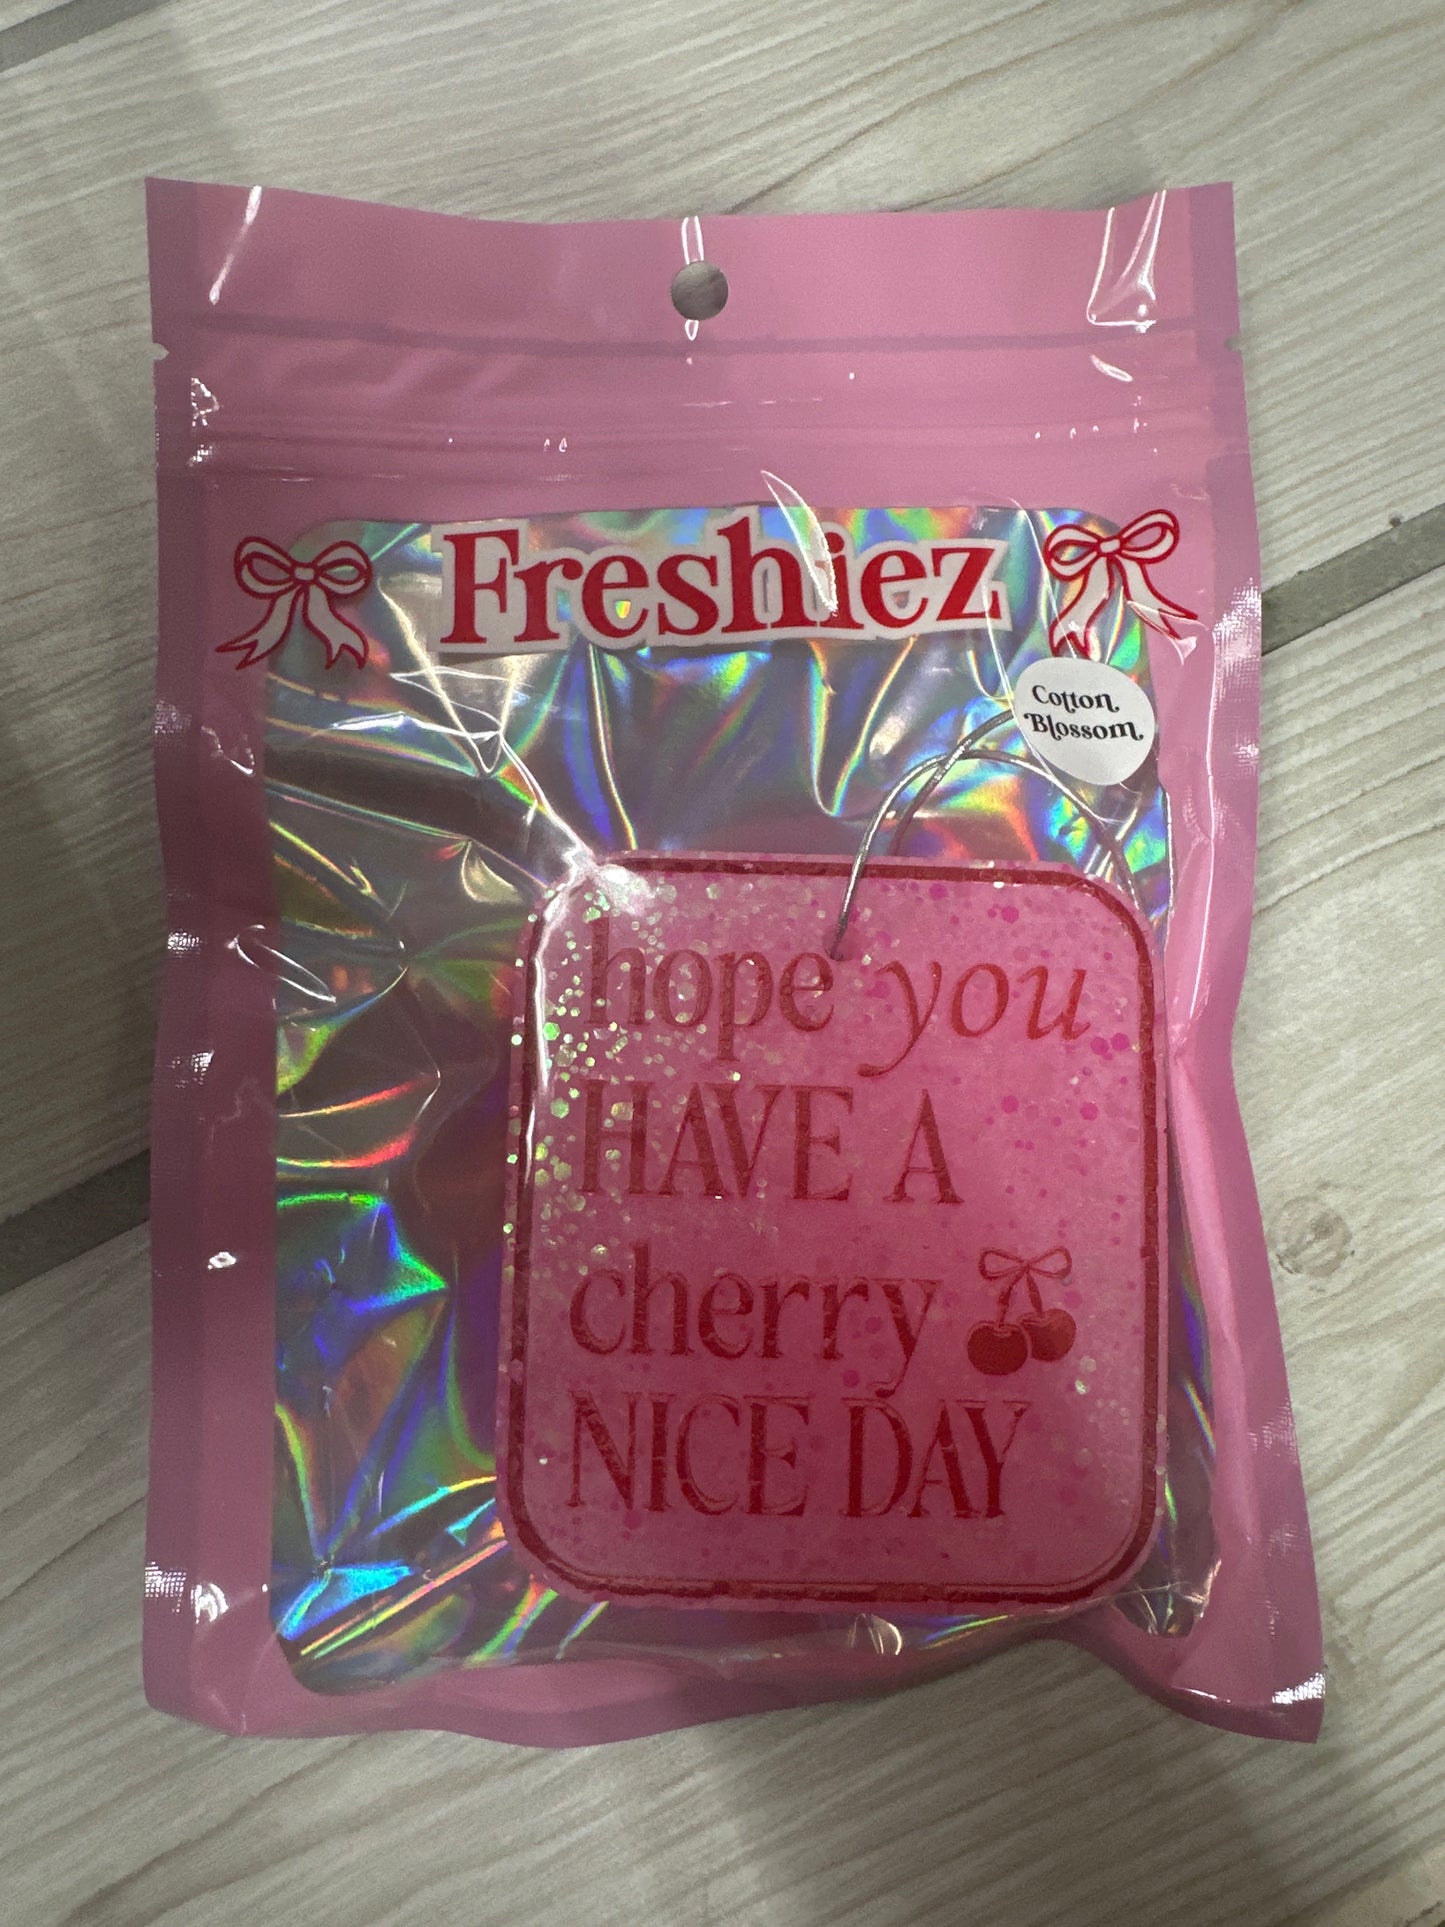 Freshiez
Cotton
Blossom
hope you
HAVE A
cherry
NICE DAY